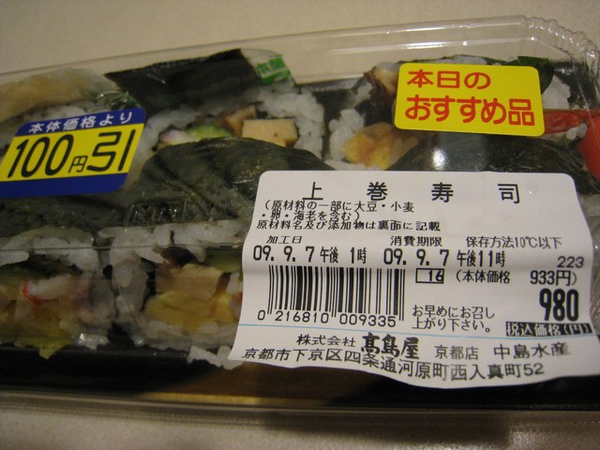 本日の
おすすめ品
本体価格より
100円引
上巻寿司
(原材料の一部に大豆・小麦
・卵・海老を含む)
原材料名及び添加物は裏面に記載
加工日 消費期限 保存方法10℃以下
09.9.7午後1時 09.9.7午後11時
223
16 (本体価格 933円)
980
税込価格(円)
0216810009335
お早めにお召し
上がり下さい。
株式会社 髙島屋 京都店 中島水産
京都市下京区四条通河原町西入真町52